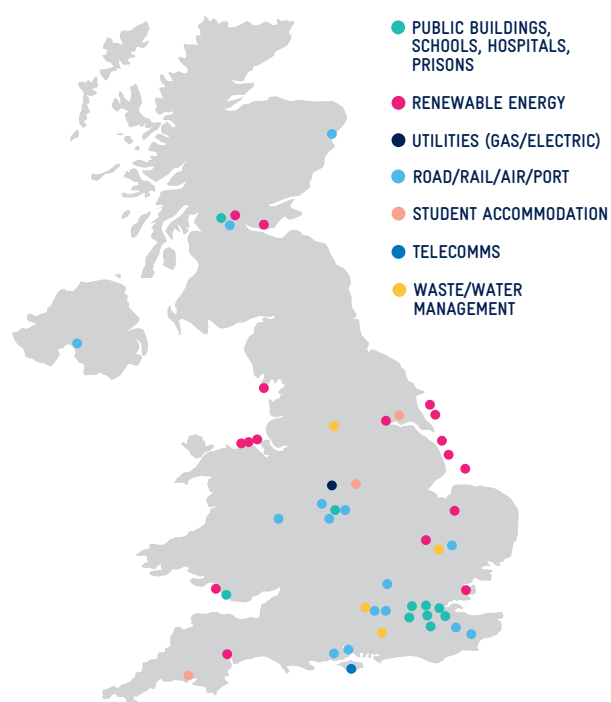 PUBLIC BUILDINGS,
SCHOOLS, HOSPITALS,
PRISONS
RENEWABLE ENERGY
UTILITIES (GAS/ELECTRIC)
ROAD/RAIL/AIR/PORT
STUDENT ACCOMMODATION
TELECOMMS
WASTE/WATER
MANAGEMENT